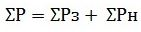 ΣP = ΣPз + ΣPн